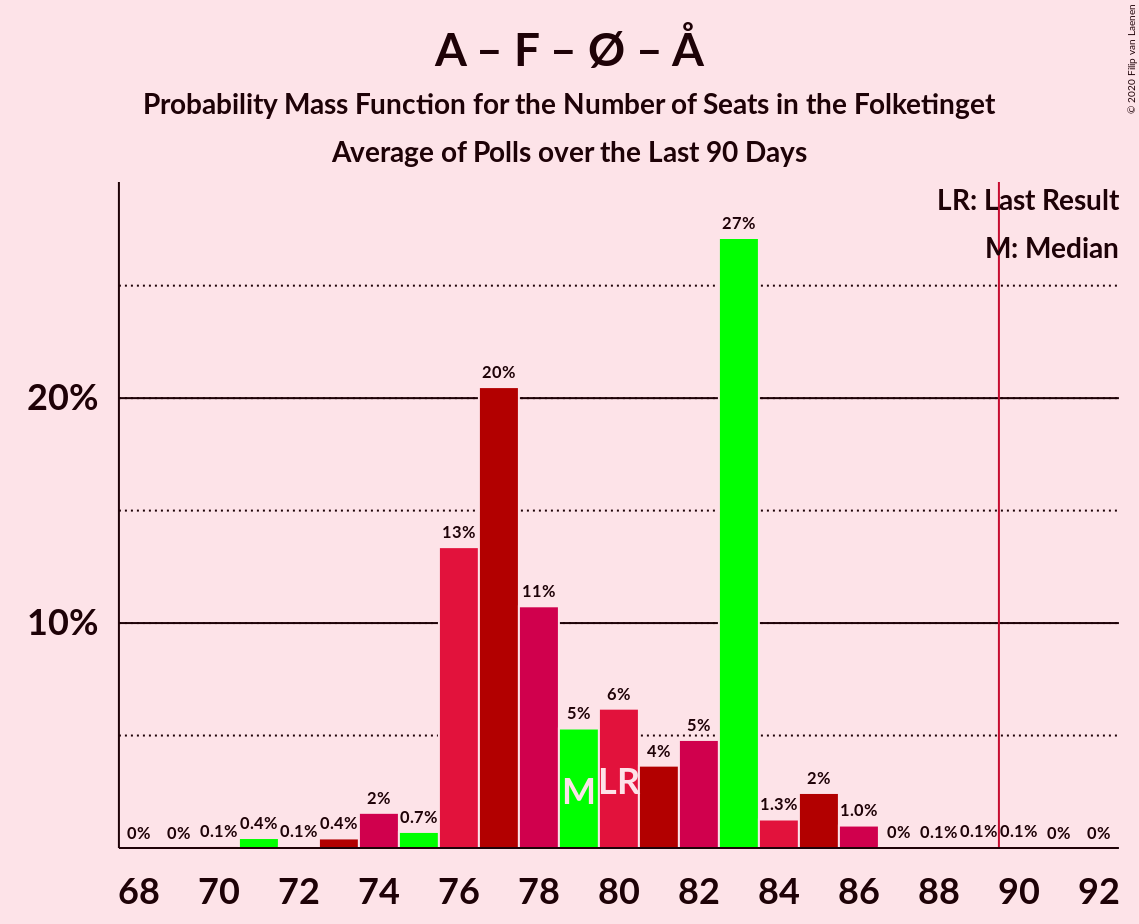 A – F – Ø – Å
Probability Mass Function for the Number of Seats in the Folketinget
Average of Polls over the Last 90 Days
© 2020 Filip van Laenen
LR: Last Result
M: Median
27%
20%
20%
13%
11%
10%
6%
5%
5%
4%
M
LR
2%
2%
0% 0% 0.1% 0.4% 0.1% 0.4% 0.7% 1.3% 1.0% 0% 0.1% 0.1% 0.1% 0% 0%
68 70 72 74 76 78 80 82 84 86 88 90 92